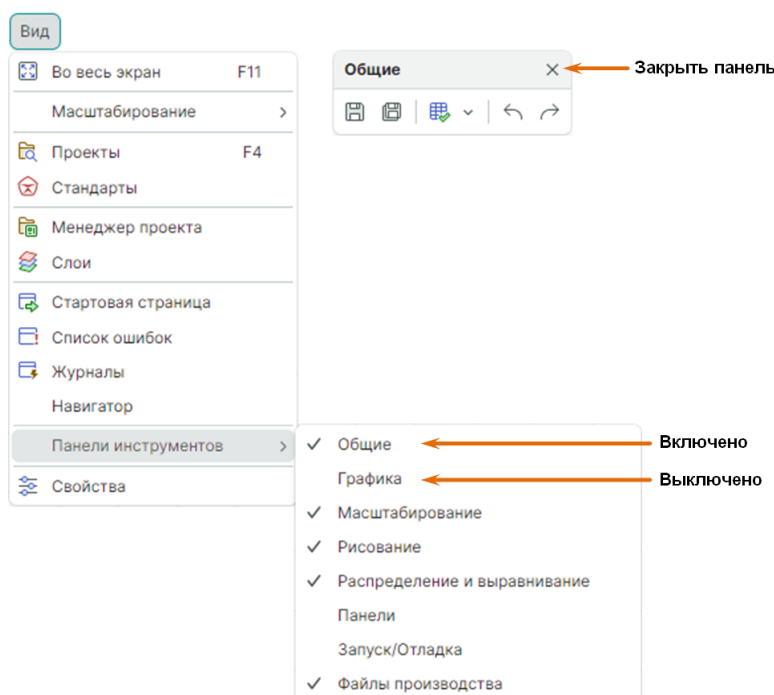 Вид
Во весь экран F11
Масштабирование
Проекты F4
Стандарты
Менеджер проекта
Слои
Стартовая страница
Список ошибок
Журналы
Навигатор
Панели инструментов
Свойства
Общие
Закрыть панель
Общие
Включено
Графика
Выключено
Масштабирование
Рисование
Распределение и выравнивание
Панели
Запуск/Отладка
Файлы производства